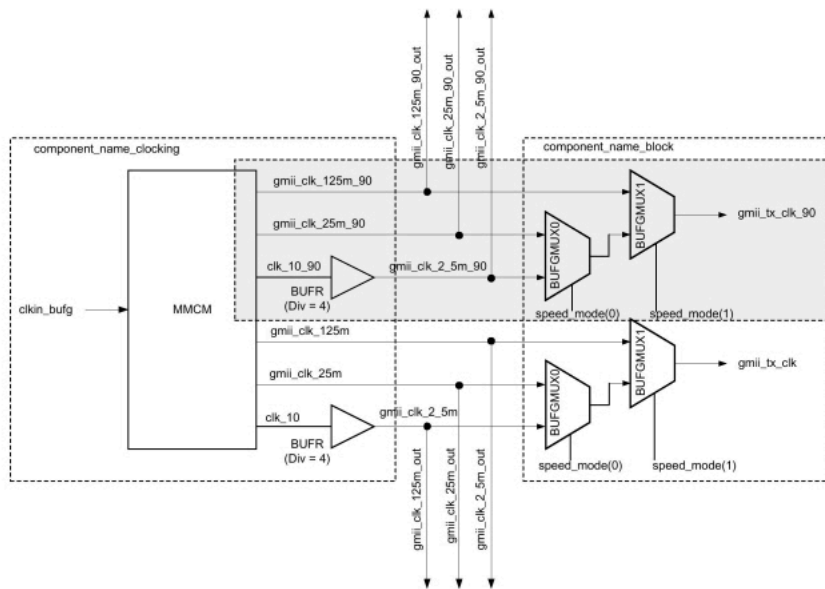 gmii_clk_125m_90_out
gmii_clk_25m_90_out
gmii_clk_2_5m_90_out
component_name_clocking
component_name_block
gmii_clk_125m_90
BUFGMUX1
gmii_tx_clk_90
gmii_clk_25m_90
BUFGMUX0
clk_10_90
gmii_clk_2_5m_90
BUFR
(Div = 4)
clkin_bufg
MMCM
speed_mode(0)
speed_mode(1)
gmii_clk_125m
BUFGMUX1
gmii_tx_clk
gmii_clk_25m
BUFGMUX0
clk_10
gmii_clk_2_5m
BUFR
(Div = 4)
speed_mode(0)
speed_mode(1)
gmii_clk_125m_out
gmii_clk_25m_out
gmii_clk_2_5m_out